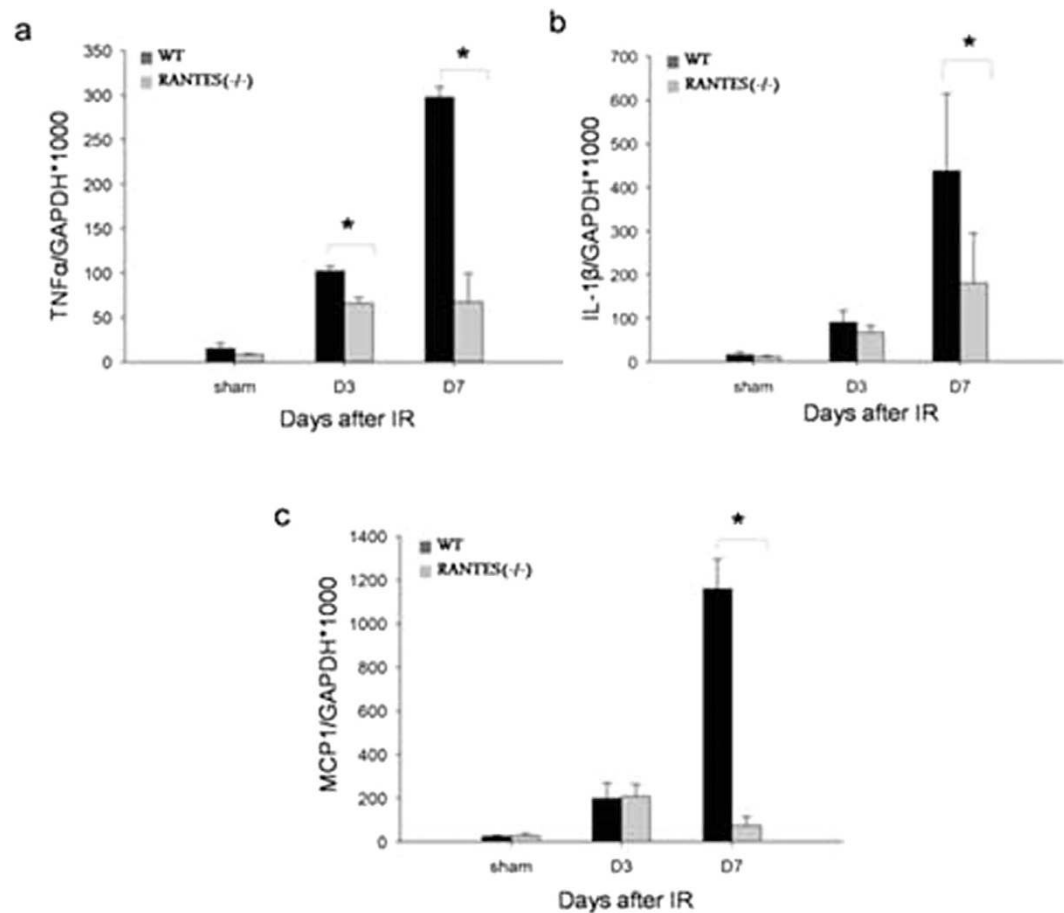 a
WT
RANTES(-/-)
TNFα/GAPDH*1000
350
300
250
200
150
100
50
0
*
*
sham
D3
D7
Days after IR
b
WT
RANTES(-/-)
IL-1β/GAPDH*1000
700
600
500
400
300
200
100
0
*
sham
D3
D7
Days after IR
c
WT
RANTES(-/-)
MCP1/GAPDH*1000
1400
1200
1000
800
600
400
200
0
*
sham
D3
D7
Days after IR